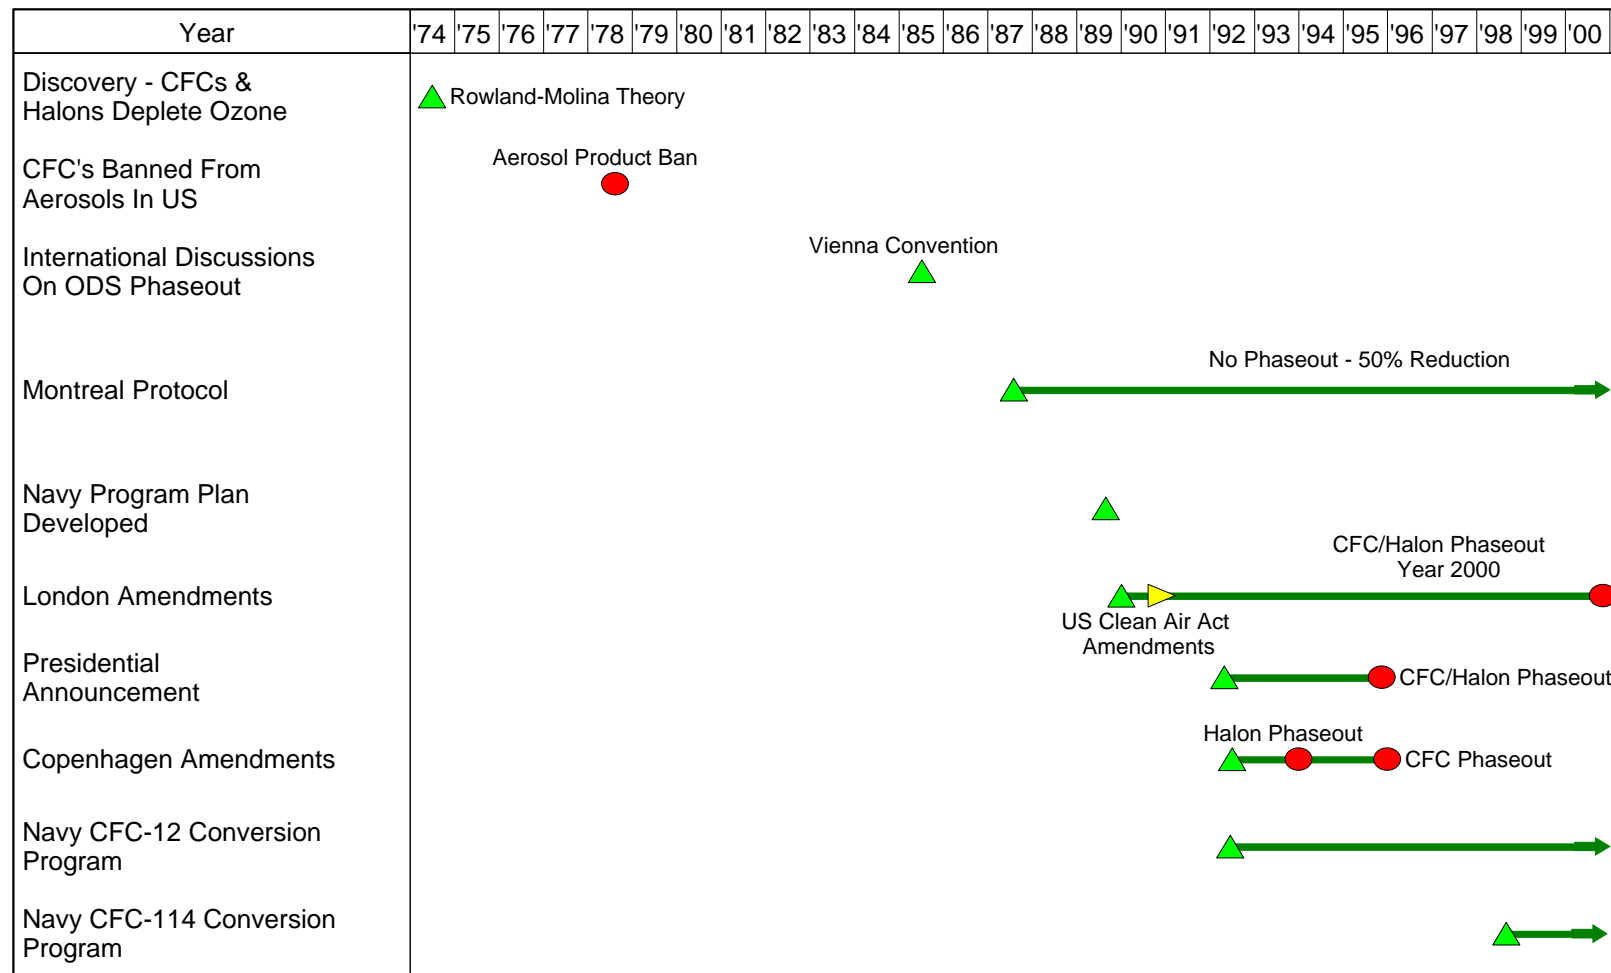 Year '74 '75 '76 '77 '78 '79 '80 '81 '82 '83 '84 '85 '86 '87 '88 '89 '90 '91 '92 '93 '94 '95 '96 '97 '98 '99 '00
Discovery - CFCs &
Halons Deplete Ozone
Rowland-Molina Theory
CFC's Banned From
Aerosols In US
Aerosol Product Ban
International Discussions
On ODS Phaseout
Vienna Convention
Montreal Protocol
No Phaseout - 50% Reduction
Navy Program Plan
Developed
London Amendments
CFC/Halon Phaseout
Year 2000
US Clean Air Act
Amendments
Presidential
Announcement
CFC/Halon Phaseout
Copenhagen Amendments
Halon Phaseout
CFC Phaseout
Navy CFC-12 Conversion
Program
Navy CFC-114 Conversion
Program